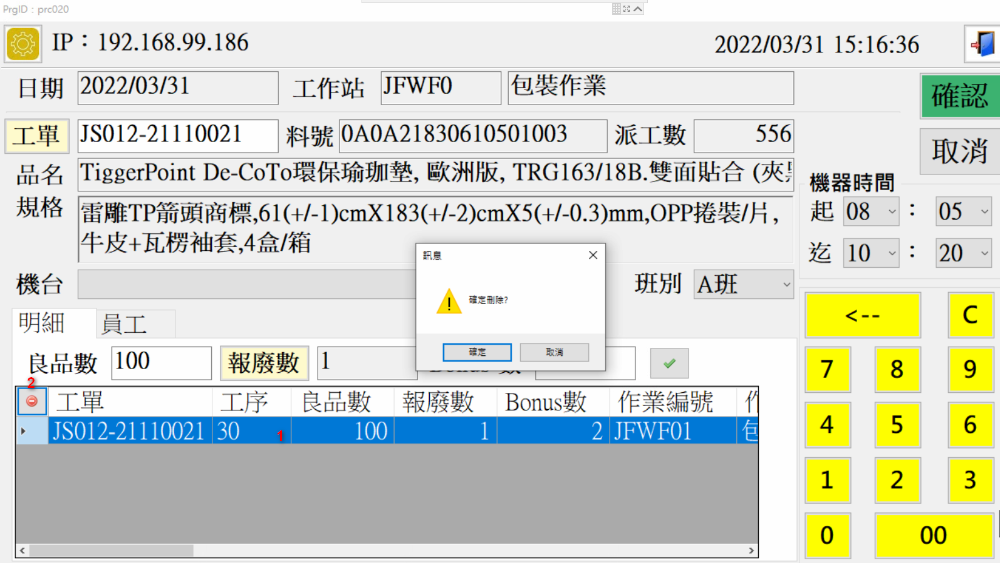 PrgID : prc020
IP : 192.168.99.186
2022/03/31 15:16:36
日期 2022/03/31 工作站 JFWF0 包裝作業
確認
工單 JS012-21110021 料號 0A0A21830610501003 派工數 556
取消
品名 TiggerPoint De-CoTo環保瑜珈墊, 歐洲版, TRG163/18B.雙面貼合 (夾
機器時間
規格 雷雕TP箭頭商標,61(+/-1)cmX183(+/-2)cmX5(+/-0.3)mm,OPP捲裝/片,
牛皮+瓦楞袖套,4盒/箱
起 08 : 05
迄 10 : 20
訊息
確定刪除?
確定 取消
機台
班別 A班
明細 員工
良品數 100 報廢數 1
2
工單 工序 良品數 報廢數 Bonus數 作業編號 作
JS012-21110021 30 1 100 1 2 JFWF01 包
<-- C
7 8 9
4 5 6
1 2 3
0 00